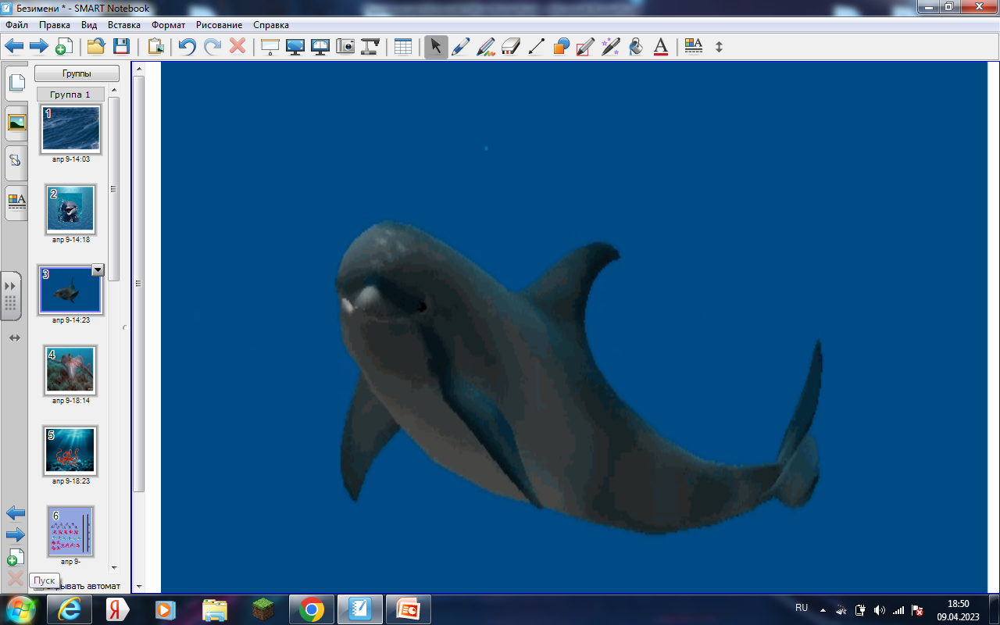 Безимени * - SMART Notebook
Файл Правка Вид Вставка Формат Рисование Справка
Группы
Группа 1
1
апр 9-14:03
2
апр 9-14:18
3
апр 9-14:23
4
апр 9-18:14
5
апр 9-18:23
6
апр 9-
Пуск
крывать автомат
RU
18:50
09.04.2023